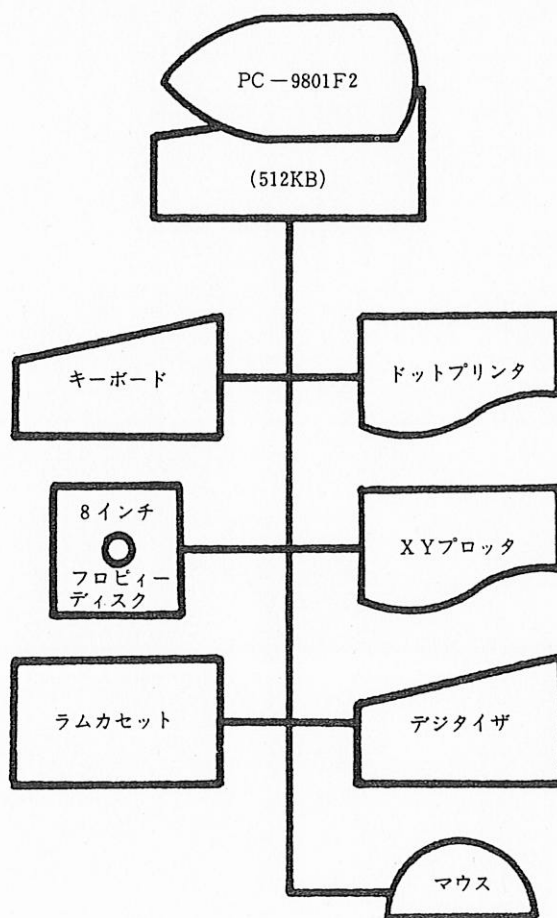 PC－9801F2
(512KB)
キーボード
ドットプリンタ
8インチ
フロピィー
ディスク
XYプロッタ
ラムカセット
デジタイザ
マウス